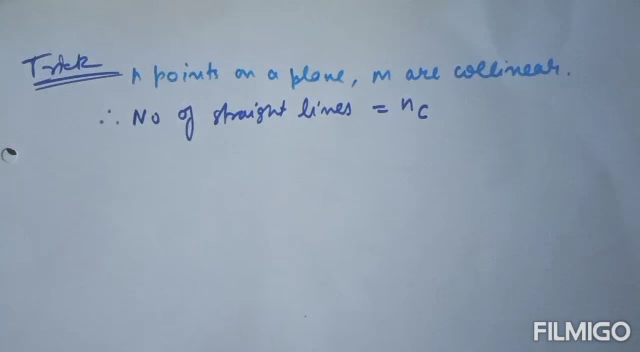 Trick n points on a plane, m are collinear.
∴ No of straight lines = ⁿC
FILMIGO